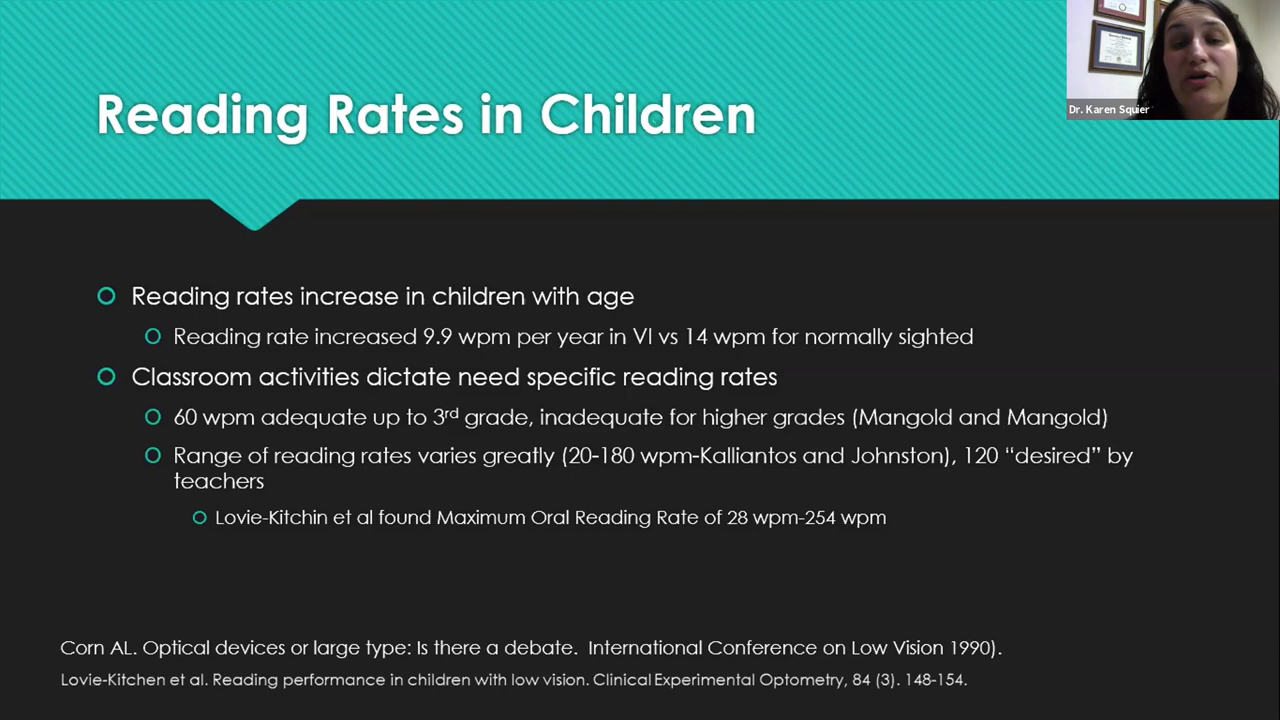 Reading Rates in Children
Dr. Karen Squier
Reading rates increase in children with age
Reading rate increased 9.9 wpm per year in VI vs 14 wpm for normally sighted
Classroom activities dictate need specific reading rates
60 wpm adequate up to 3rd grade, inadequate for higher grades (Mangold and Mangold)
Range of reading rates varies greatly (20-180 wpm-Kalliantos and Johnston), 120 “desired” by
teachers
Lovie-Kitchin et al found Maximum Oral Reading Rate of 28 wpm-254 wpm
Corn AL. Optical devices or large type: Is there a debate. International Conference on Low Vision 1990).
Lovie-Kitchen et al. Reading performance in children with low vision. Clinical Experimental Optometry, 84 (3). 148-154.